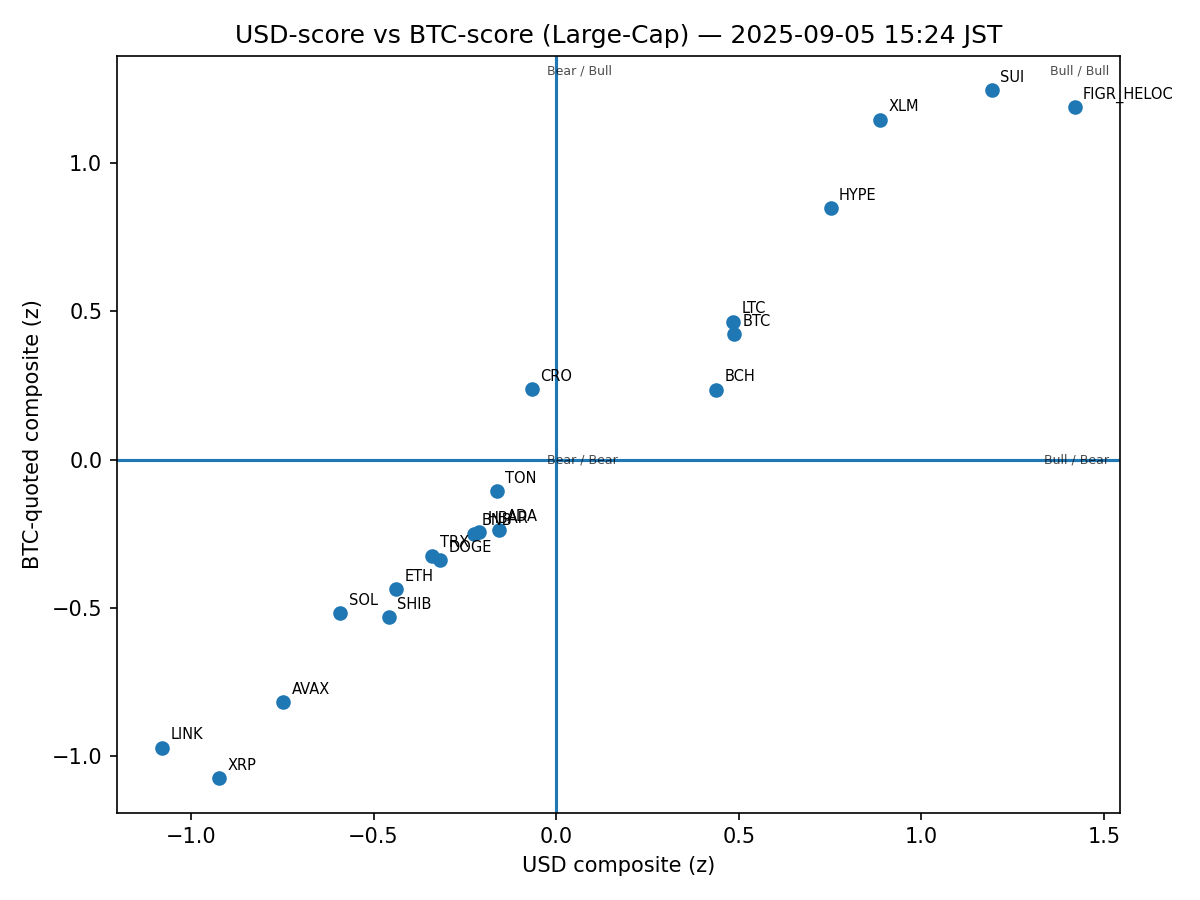 USD-score vs BTC-score (Large-Cap) — 2025-09-05 15:24 JST
Bear / Bull
Bull / Bull
SUI
FIGR_HELOC
XLM
1.0
HYPE
0.5
LTC
BTC
CRO
BCH
0.0
Bear / Bear
Bull / Bear
TON
BNB
HBAR
ADA
TRX
DOGE
ETH
−0.5
SOL
SHIB
AVAX
LINK
−1.0
XRP
−1.0
−0.5
0.0
0.5
1.0
1.5
USD composite (z)
BTC-quoted composite (z)